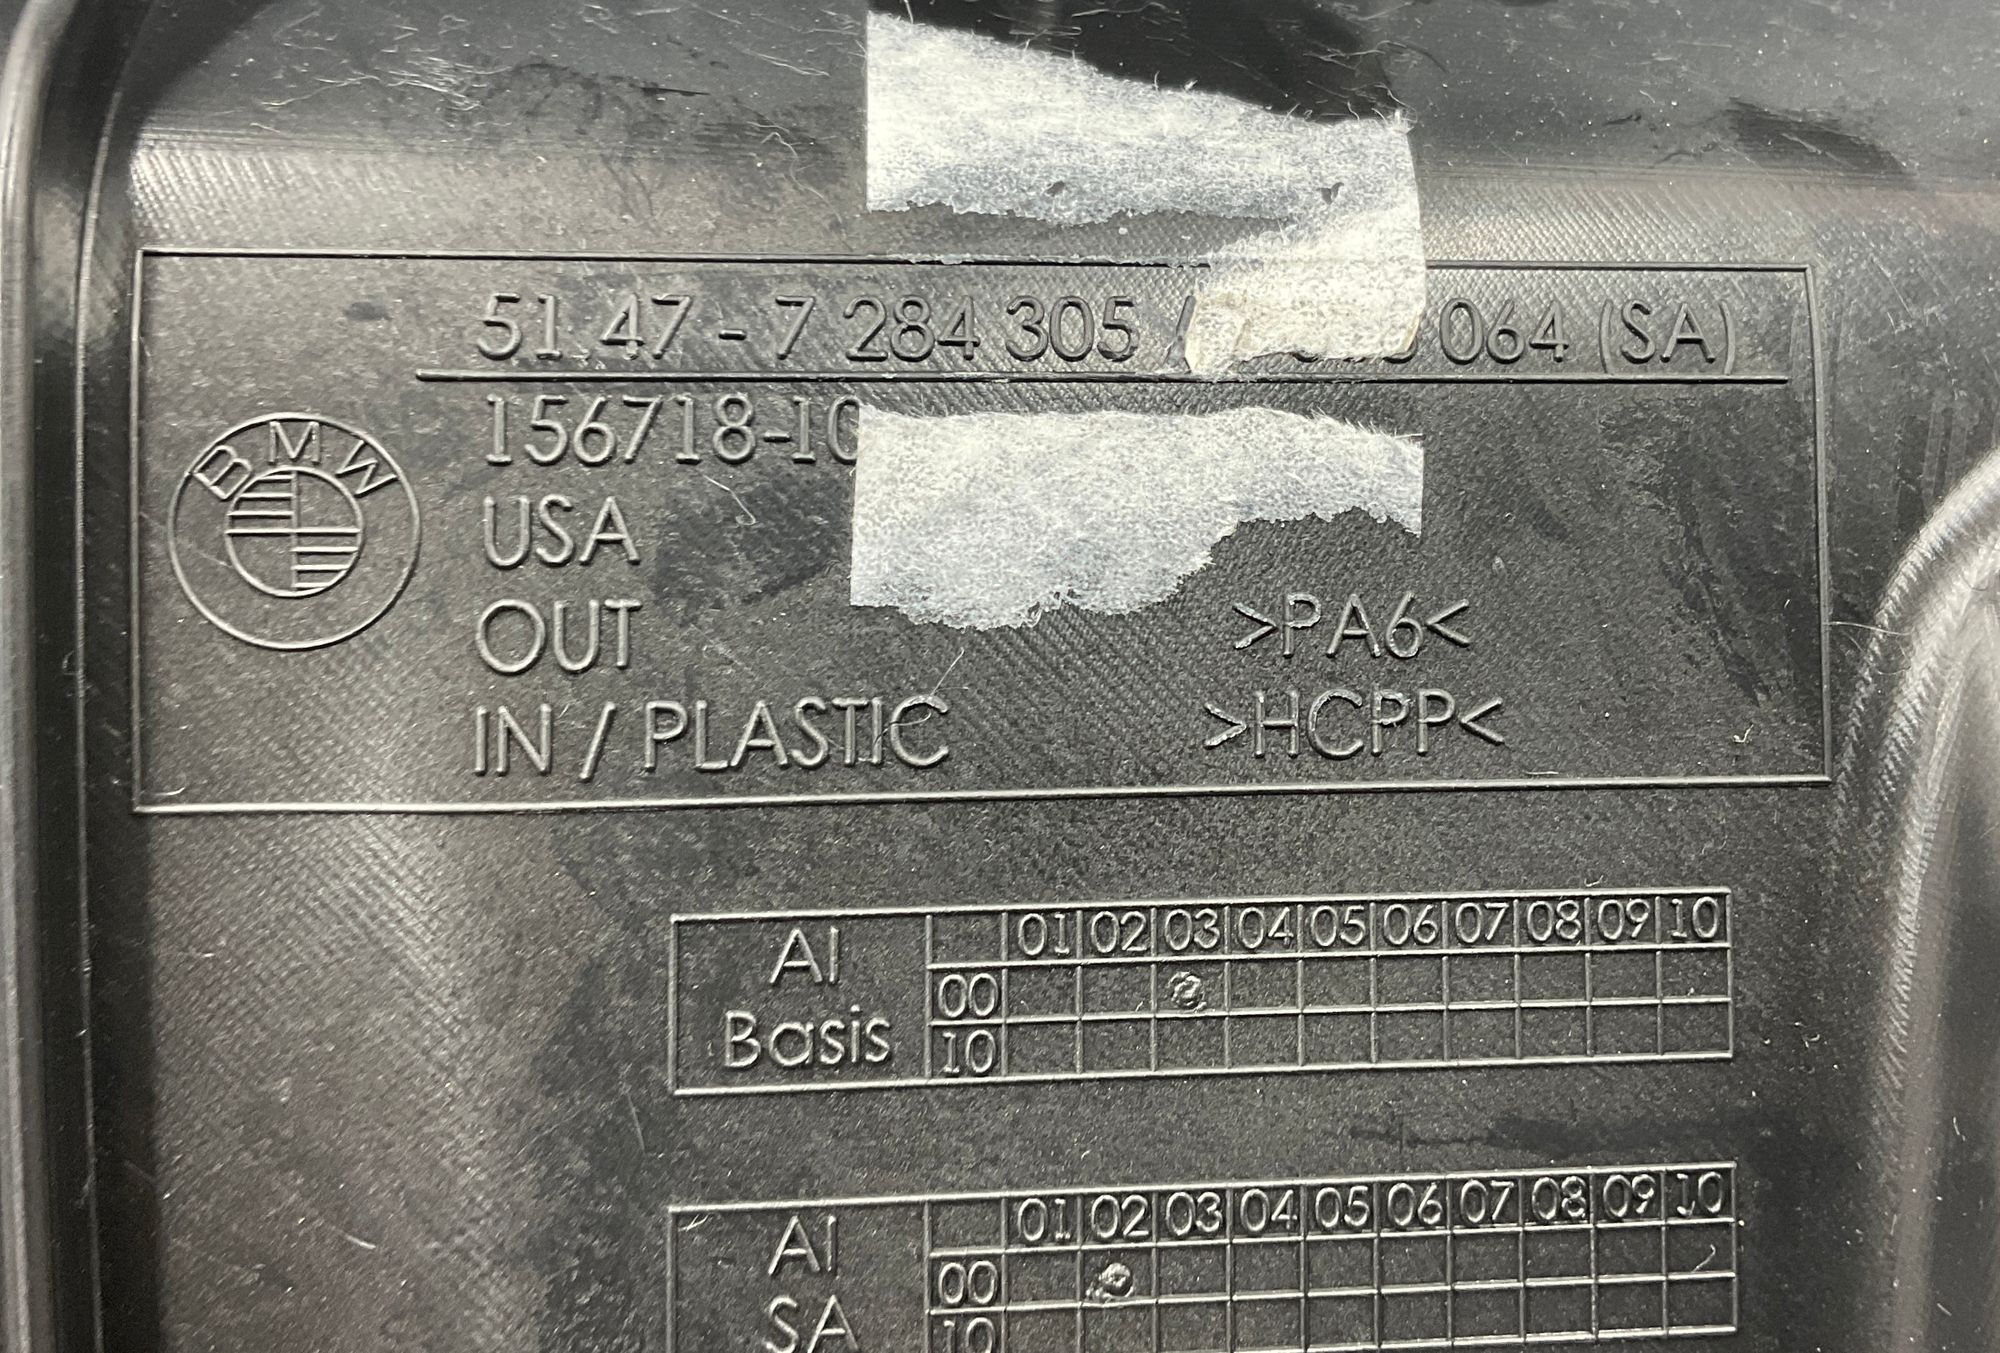 51.47 - 7 284 305 / 064 (SA)
156718-10
BMW
USA
OUT >PA6<
IN / PLASTIC >HCPP<
01 02 03 04 05 06 07 08 09 10
AI 00
Basis 10
01 02 03 04 05 06 07 08 09 10
AI 00
SA 10